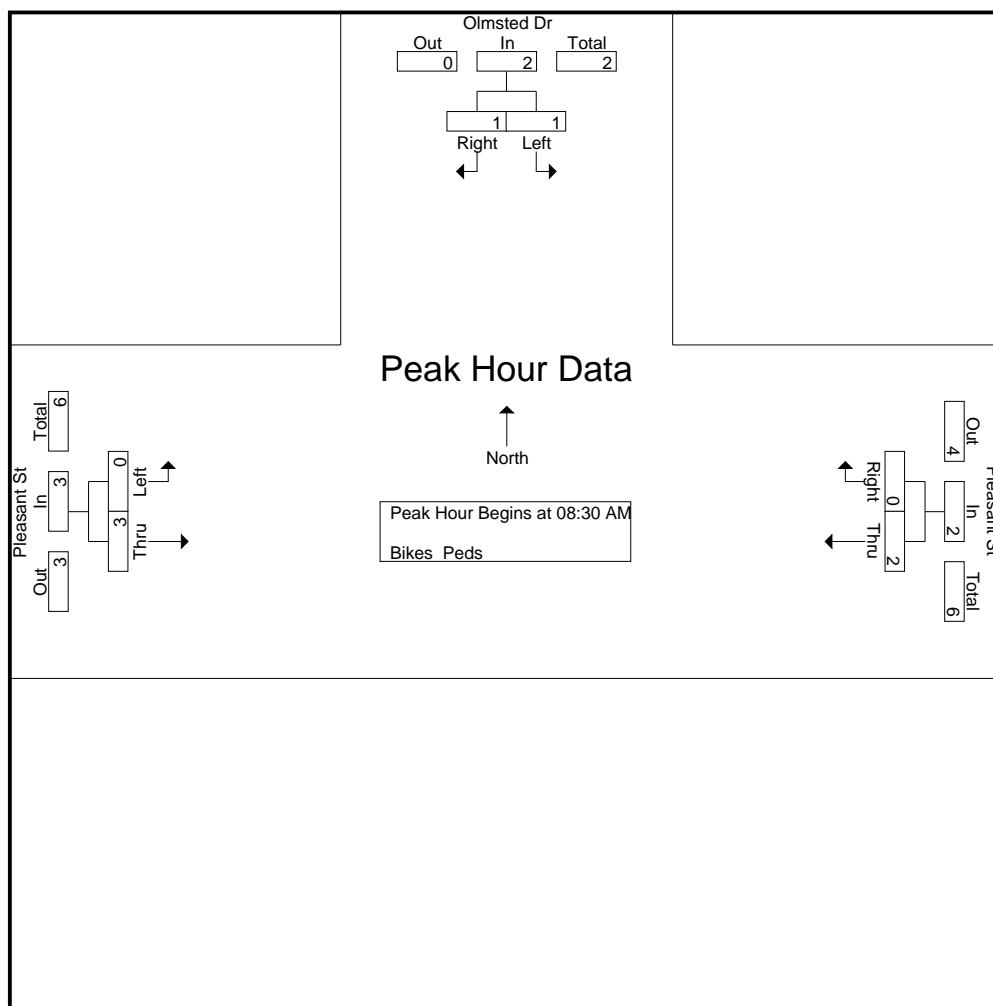 Olmsted Dr
Out In Total
0 2 2
1 1
Right Left
Peak Hour Data
North
Peak Hour Begins at 08:30 AM
Bikes Peds
Pleasant St
Out In Total
3 3 6
Left Thru
0 3
Pleasant St
Out In Total
4 2 6
Right Thru
0 2